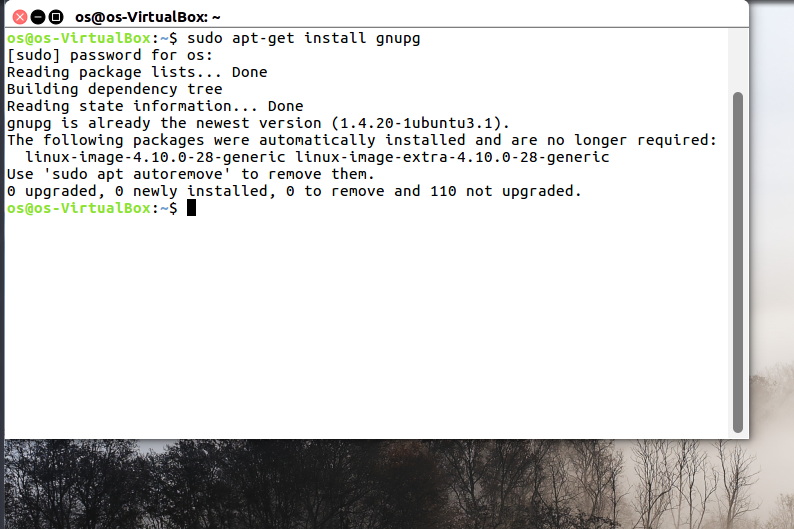 os@os-VirtualBox: ~
os@os-VirtualBox:~$ sudo apt-get install gnupg
[sudo] password for os:
Reading package lists... Done
Building dependency tree
Reading state information... Done
gnupg is already the newest version (1.4.20-1ubuntu3.1).
The following packages were automatically installed and are no longer required:
  linux-image-4.10.0-28-generic linux-image-extra-4.10.0-28-generic
Use 'sudo apt autoremove' to remove them.
0 upgraded, 0 newly installed, 0 to remove and 110 not upgraded.
os@os-VirtualBox:~$